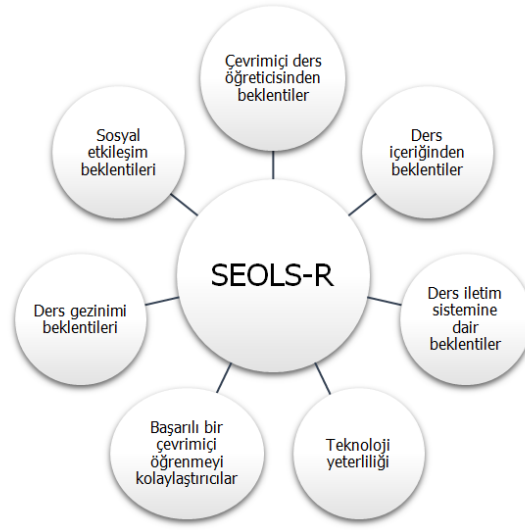 Çevrimiçi ders
öğreticisinden
beklentiler
Ders
içeriğinden
beklentiler
Ders iletim
sistemine
dair
beklentiler
Teknoloji
yeterliliği
Başarılı bir
çevrimiçi
öğrenmeyi
kolaylaştırıcılar
Ders gezinimi
beklentileri
Sosyal
etkileşim
beklentileri
SEOLS-R